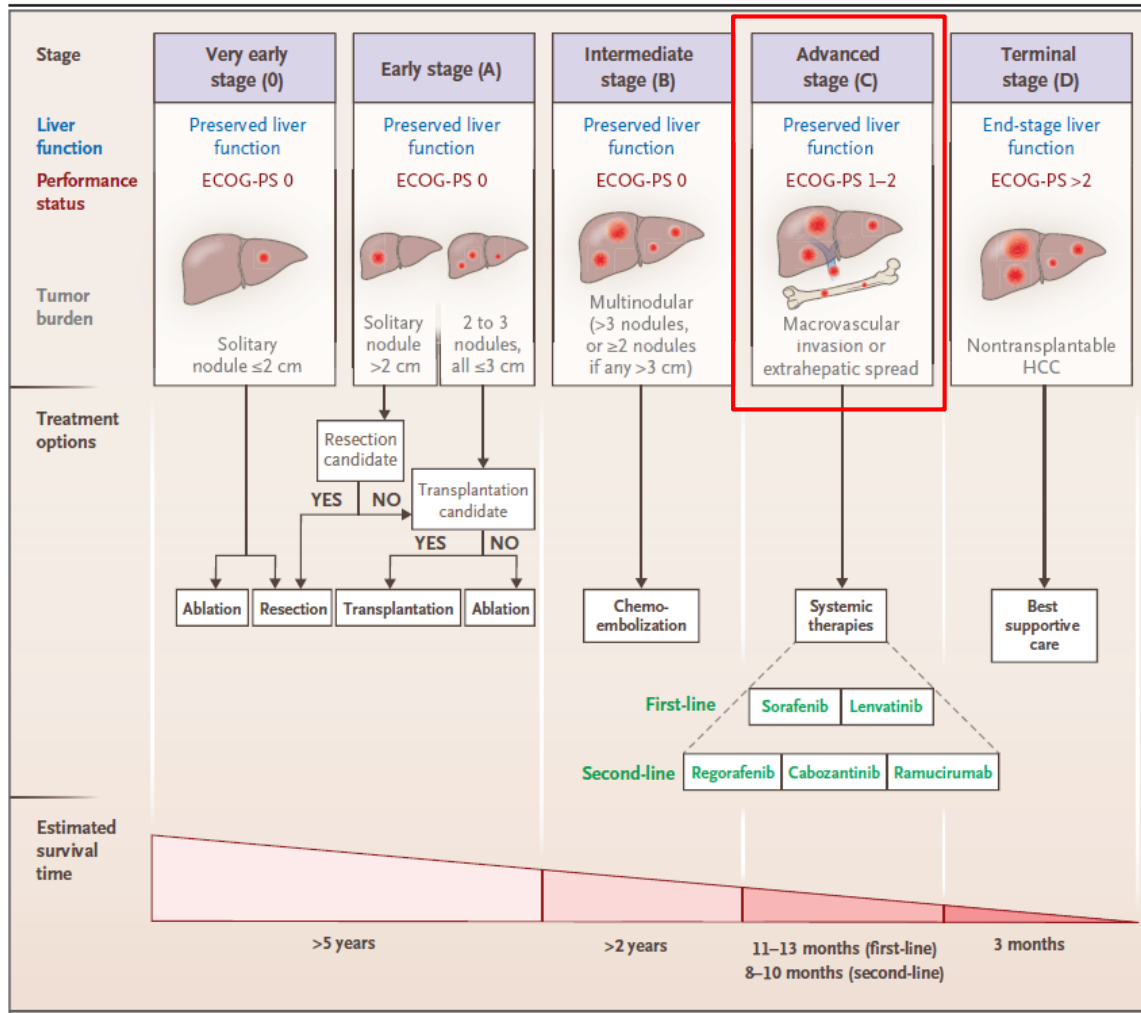 Stage
Very early
stage (0)
Early stage (A)
Intermediate
stage (B)
Advanced
stage (C)
Terminal
stage (D)
Liver
function
Preserved liver
function
Preserved liver
function
Preserved liver
function
Preserved liver
function
End-stage liver
function
Performance
status
ECOG-PS 0
ECOG-PS 0
ECOG-PS 0
ECOG-PS 1–2
ECOG-PS >2
Tumor
burden
Solitary
nodule ≤2 cm
Solitary
nodule
>2 cm
2 to 3
nodules,
all ≤3 cm
Multinodular
(>3 nodules,
or ≥2 nodules
if any >3 cm)
Macrovascular
invasion or
extrahepatic spread
Nontransplantable
HCC
Treatment
options
Resection
candidate
YES
NO
Transplantation
candidate
YES
NO
Ablation
Resection
Transplantation
Ablation
Chemo-
embolization
Systemic
therapies
Best
supportive
care
First-line
Sorafenib
Lenvatinib
Second-line
Regorafenib
Cabozantinib
Ramucirumab
Estimated
survival
time
>5 years
>2 years
11–13 months (first-line)
8–10 months (second-line)
3 months